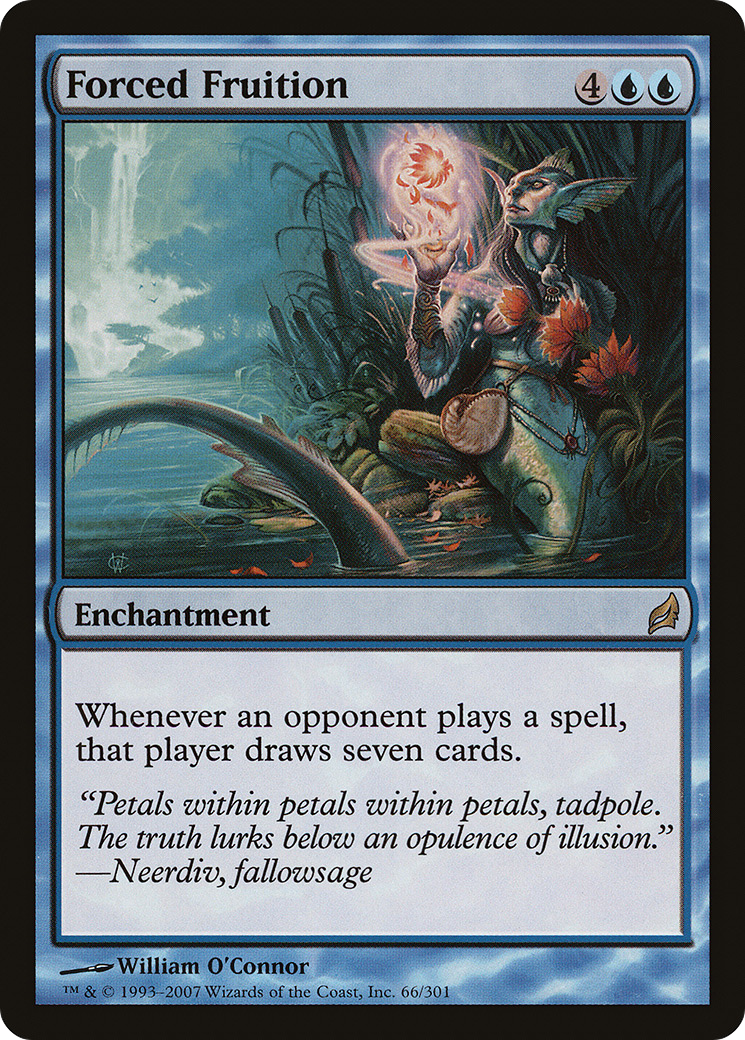 Forced Fruition 4
Enchantment
Whenever an opponent plays a spell,
that player draws seven cards.
“Petals within petals within petals, tadpole.
The truth lurks below an opulence of illusion.”
—Neerdiv, fallowsage
William O'Connor
™ & © 1993–2007 Wizards of the Coast, Inc. 66/301